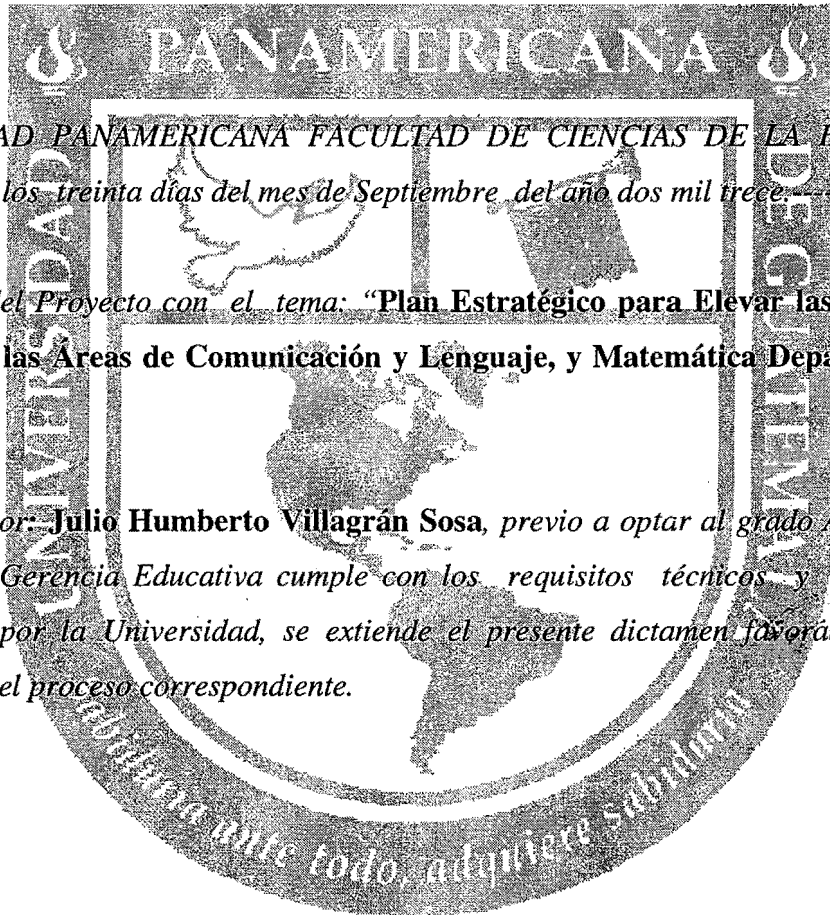 PANAMERICANA
UNIVERSIDAD
DE GUATEMALA
AD PANAMERICANA FACULTAD DE CIENCIAS DE LA
los treinta días del mes de Septiembre del año dos mil trece.----
del Proyecto con el tema: “Plan Estratégico para Elevar las
las Áreas de Comunicación y Lenguaje, y Matemática Depa
or: Julio Humberto Villagrán Sosa, previo a optar al grado
Gerencia Educativa cumple con los requisitos técnicos y
por la Universidad, se extiende el presente dictamen favora
el proceso correspondiente.
Sabiduría ante todo, adquiere sabiduría